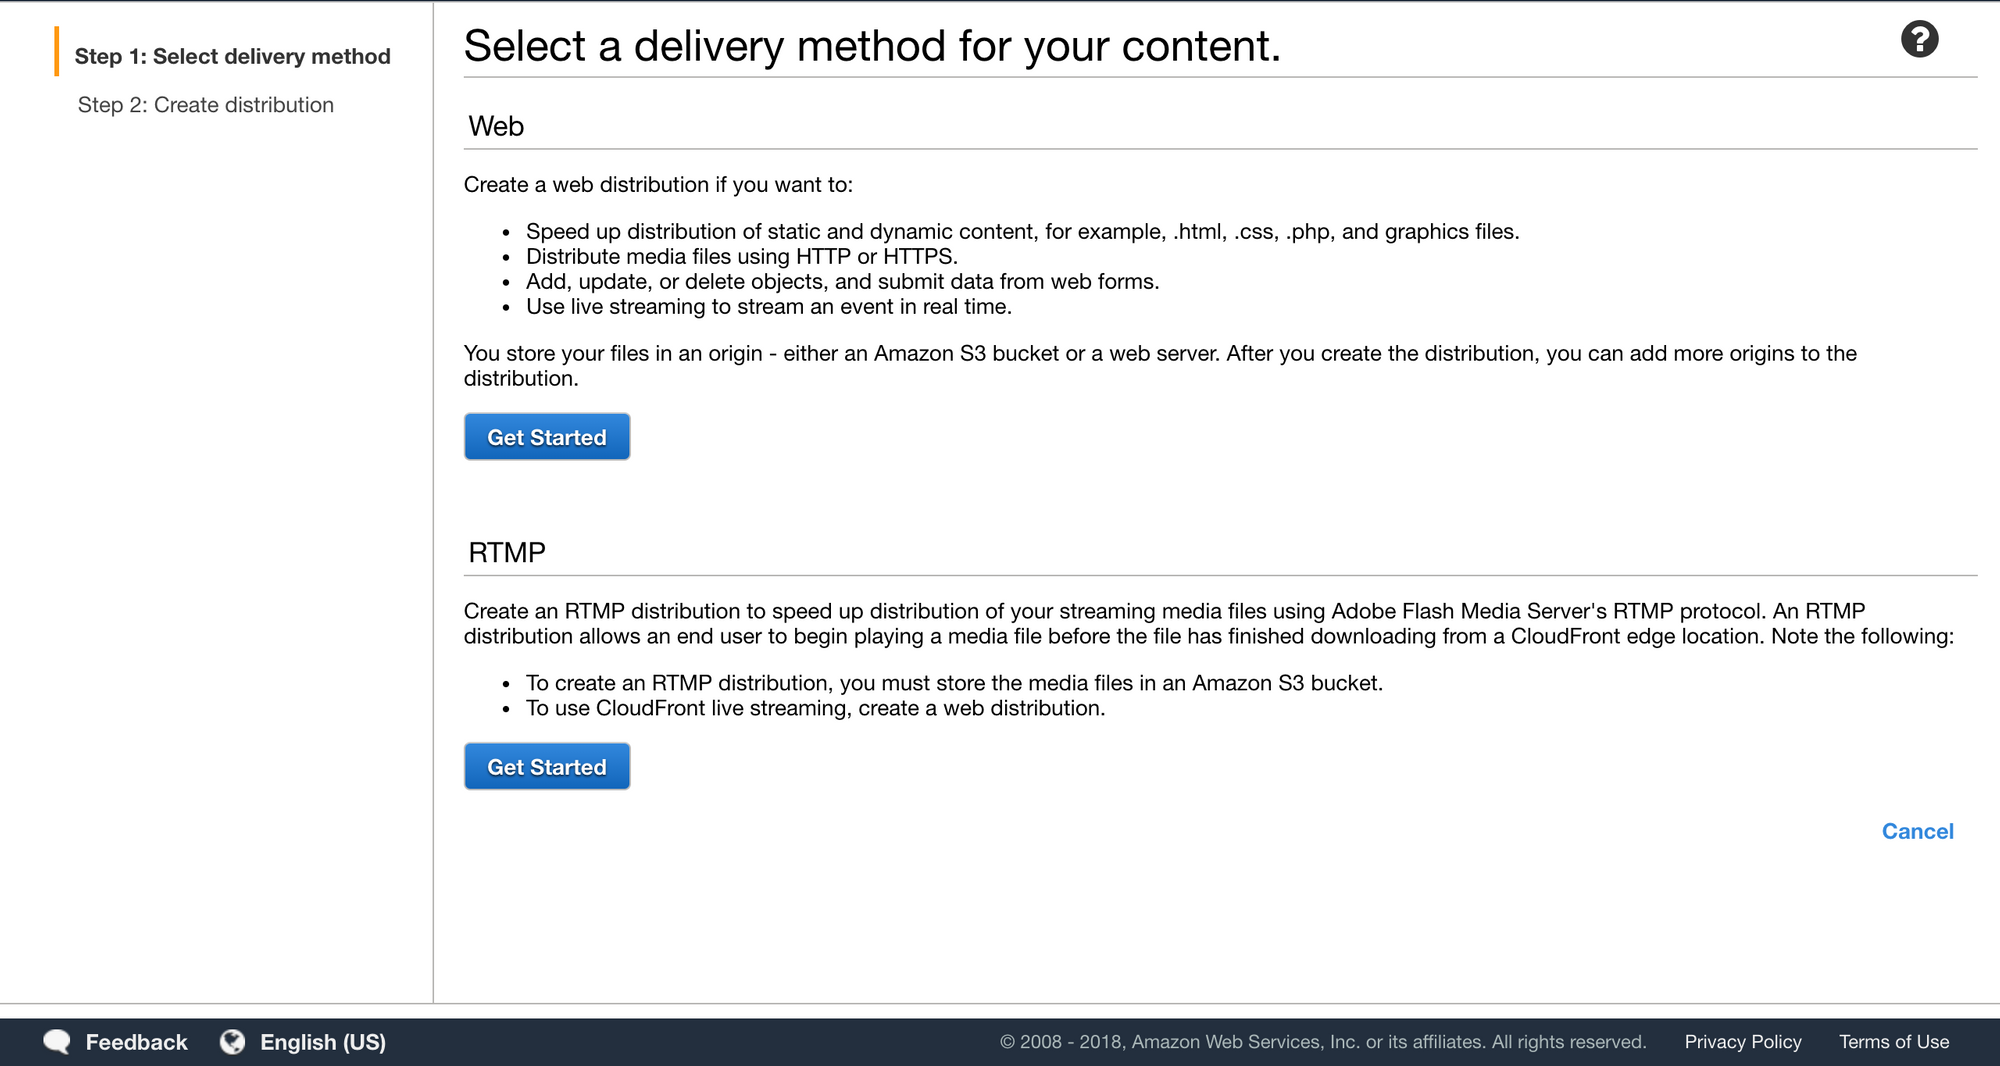 Step 1: Select delivery method
Step 2: Create distribution
Select a delivery method for your content.
?
Web
Create a web distribution if you want to:
• Speed up distribution of static and dynamic content, for example, .html, .css, .php, and graphics files.
• Distribute media files using HTTP or HTTPS.
• Add, update, or delete objects, and submit data from web forms.
• Use live streaming to stream an event in real time.
You store your files in an origin - either an Amazon S3 bucket or a web server. After you create the distribution, you can add more origins to the
distribution.
Get Started
RTMP
Create an RTMP distribution to speed up distribution of your streaming media files using Adobe Flash Media Server's RTMP protocol. An RTMP
distribution allows an end user to begin playing a media file before the file has finished downloading from a CloudFront edge location. Note the following:
• To create an RTMP distribution, you must store the media files in an Amazon S3 bucket.
• To use CloudFront live streaming, create a web distribution.
Get Started
Cancel
Feedback English (US) © 2008 - 2018, Amazon Web Services, Inc. or its affiliates. All rights reserved. Privacy Policy Terms of Use